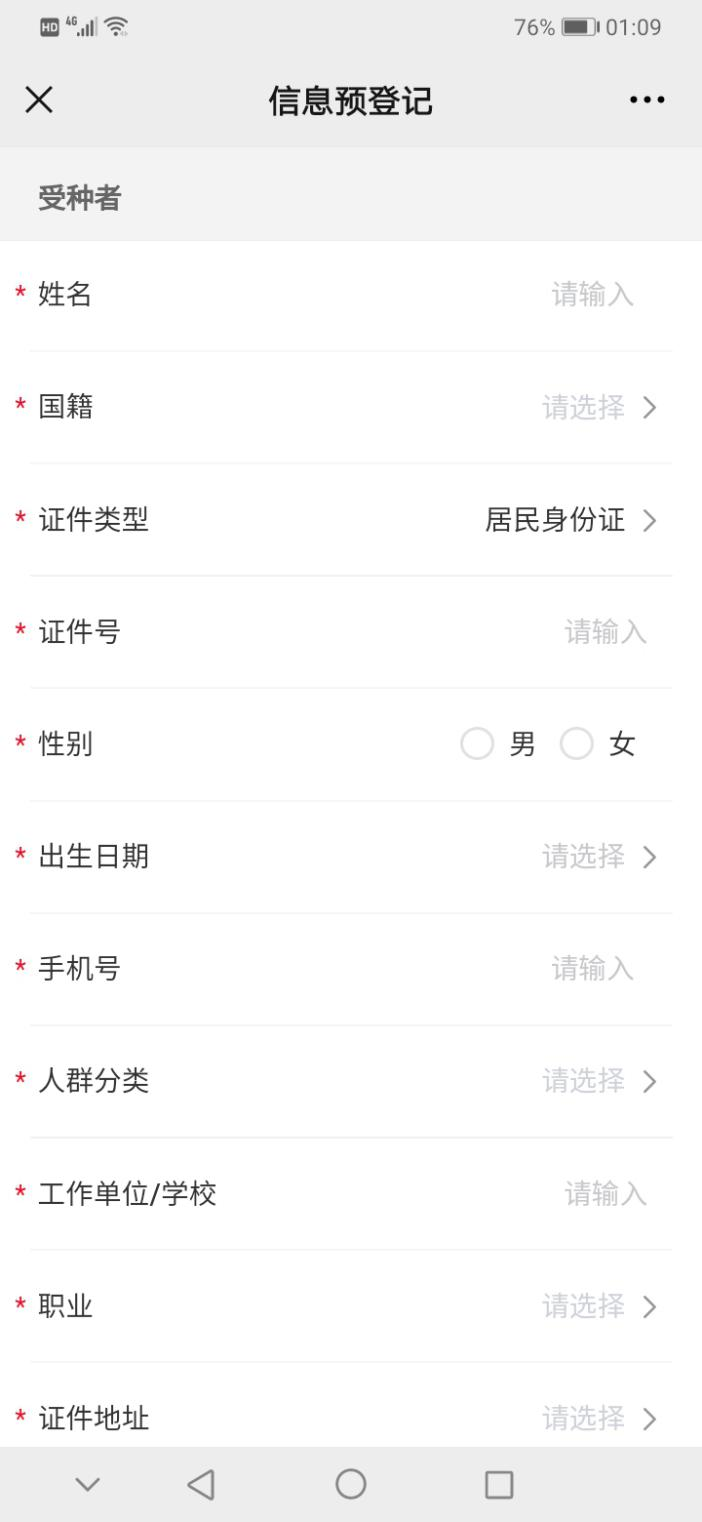 HD 4G 76% 01:09
信息预登记
受种者
* 姓名 请输入
* 国籍 请选择
* 证件类型 居民身份证
* 证件号 请输入
* 性别 男 女
* 出生日期 请选择
* 手机号 请输入
* 人群分类 请选择
* 工作单位/学校 请输入
* 职业 请选择
* 证件地址 请选择